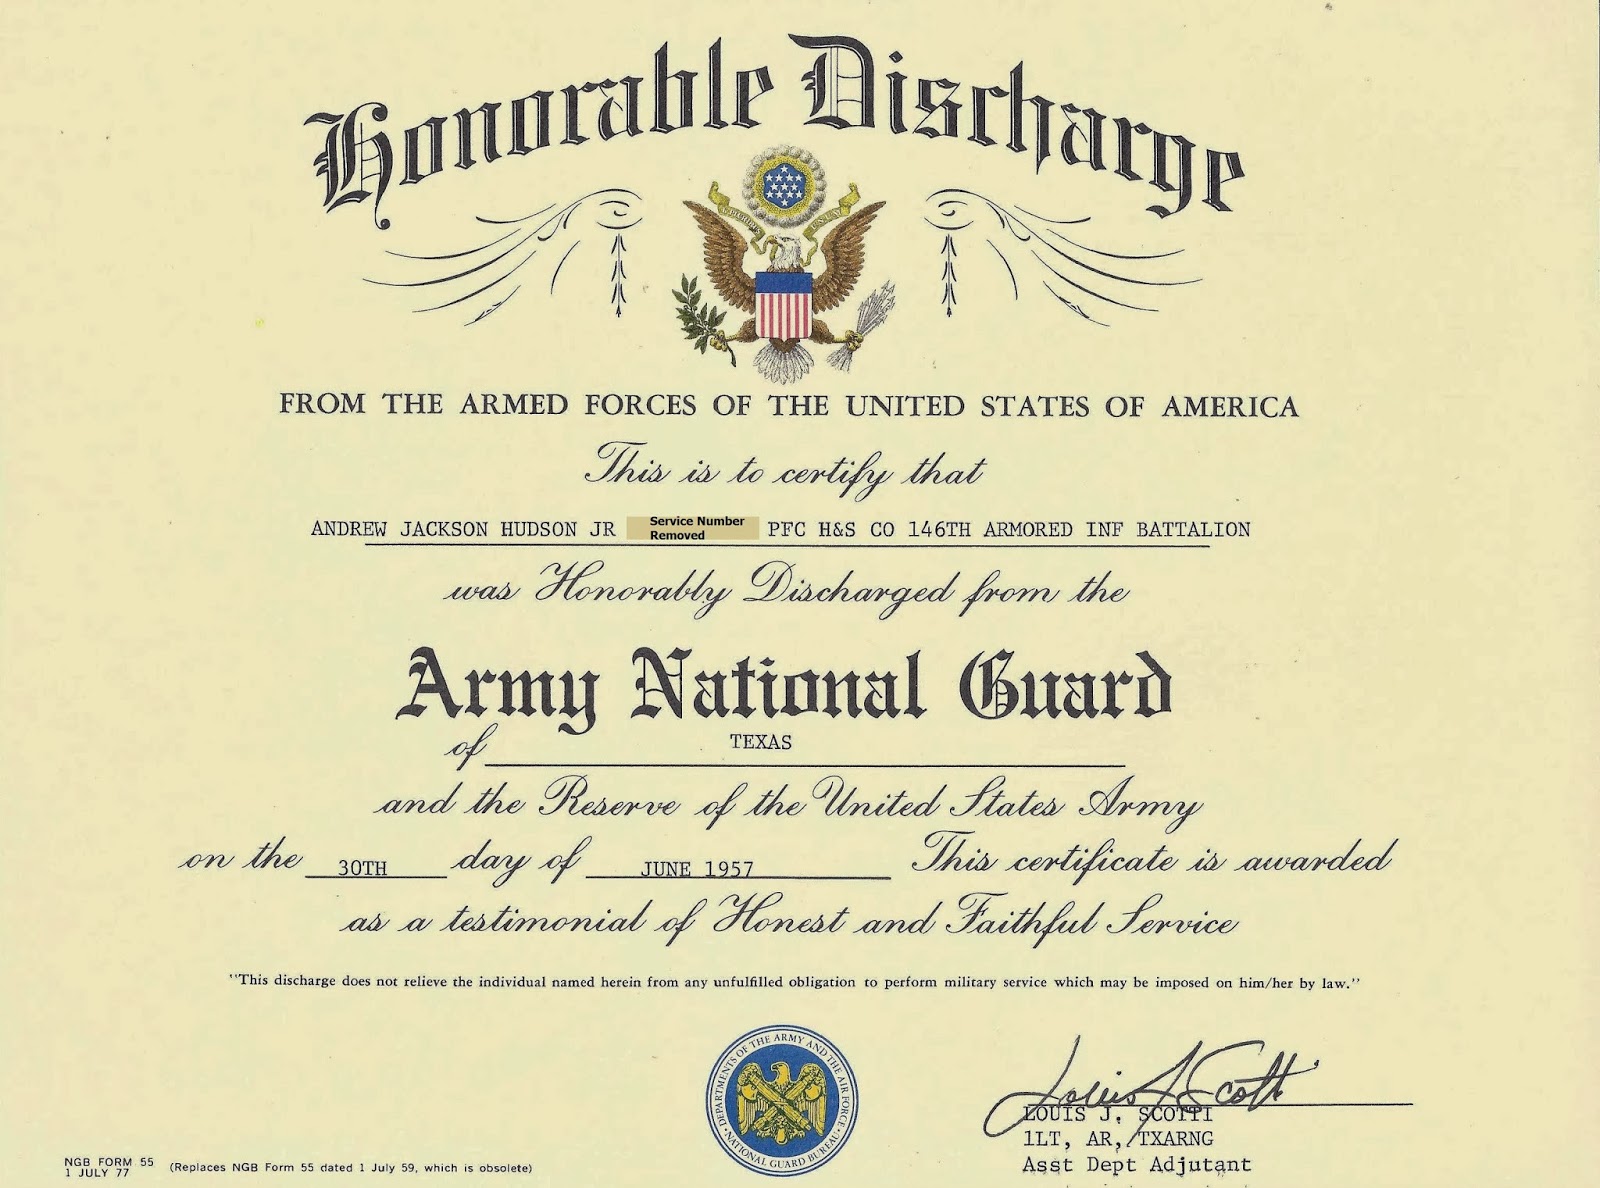 Honorable Discharge
FROM THE ARMED FORCES OF THE UNITED STATES OF AMERICA
This is to certify that
ANDREW JACKSON HUDSON JR Service Number Removed PFC H&S CO 146TH ARMORED INF BATTALION
was Honorably Discharged from the
Army National Guard
of TEXAS
and the Reserve of the United States Army
on the 30TH day of JUNE 1957 This certificate is awarded
as a testimonial of Honest and Faithful Service
"This discharge does not relieve the individual named herein from any unfulfilled obligation to perform military service which may be imposed on him/her by law."
DEPARTMENTS OF THE ARMY AND THE AIR FORCE
NATIONAL GUARD BUREAU
Louis J Scotti
LOUIS J. SCOTTI
1LT, AR, TXARNG
Asst Dept Adjutant
NGB FORM 55
1 JULY 77
(Replaces NGB Form 55 dated 1 July 59, which is obsolete)